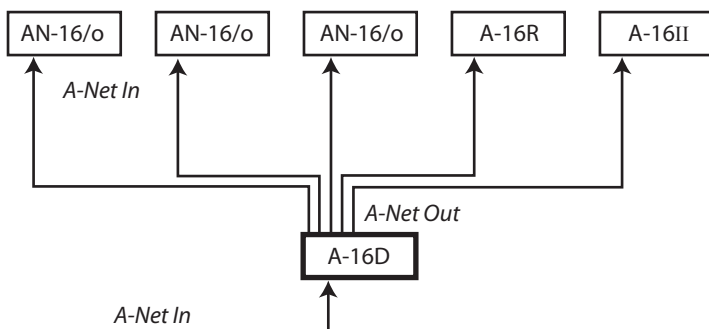 AN-16/o AN-16/o AN-16/o A-16R A-16II
A-Net In
A-Net Out
A-16D
A-Net In